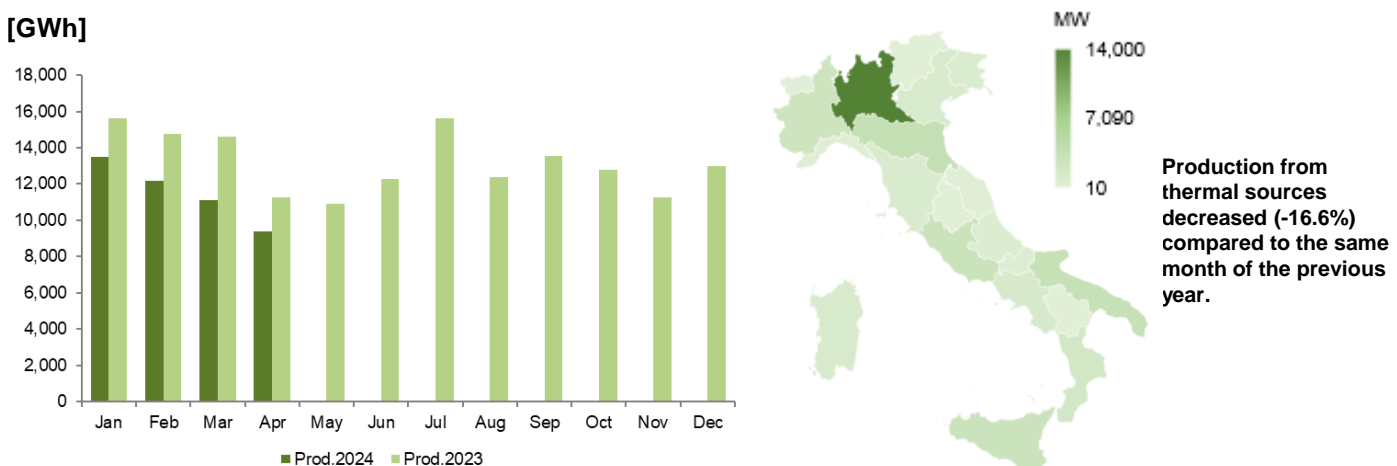 [GWh]
18,000
16,000
14,000
12,000
10,000
8,000
6,000
4,000
2,000
0
Jan Feb Mar Apr May Jun Jul Aug Sep Oct Nov Dec
Prod.2024 Prod.2023
MW
14,000
7,090
10
Production from
thermal sources
decreased (-16.6%)
compared to the same
month of the previous
year.